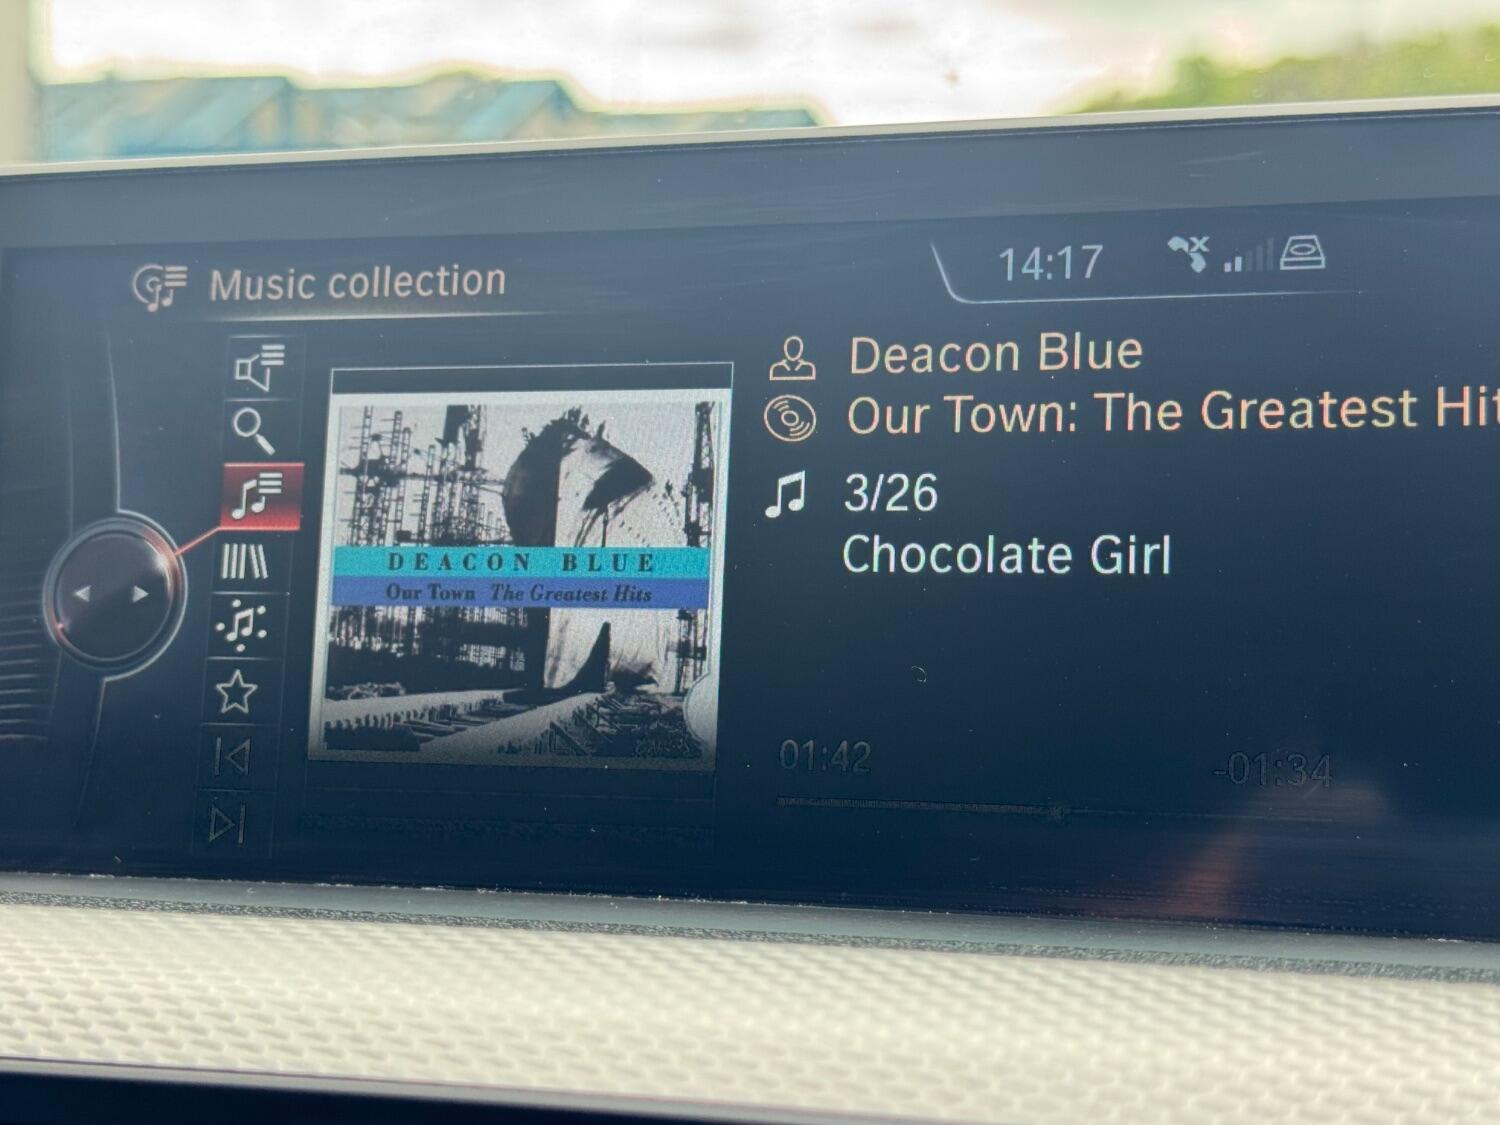 Music collection
14:17
Deacon Blue
Our Town: The Greatest Hit
3/26
Chocolate Girl
DEACON BLUE
Our Town The Greatest Hits
01:42
-01:34